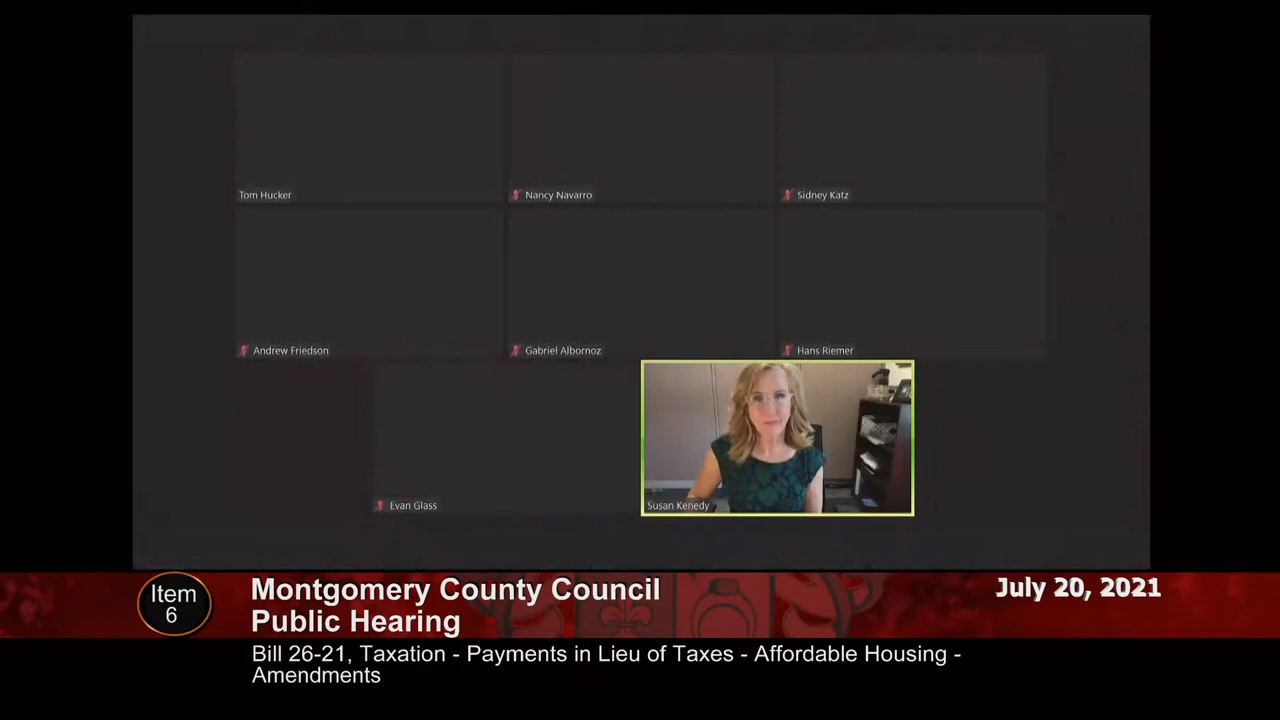 Tom Hucker
Nancy Navarro
Sidney Katz
Andrew Friedson
Gabriel Albornoz
Hans Riemer
Evan Glass
Susan Kenedy
Item
6
Montgomery County Council
Public Hearing
July 20, 2021
Bill 26-21, Taxation - Payments in Lieu of Taxes - Affordable Housing -
Amendments